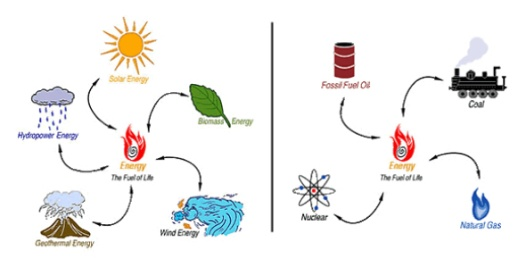 Solar Energy
Biomass Energy
Hydropower Energy
Energy
The Fuel of Life
Geothermal Energy
Wind Energy
Fossil Fuel Oil
Coal
Energy
The Fuel of Life
Nuclear
Natural Gas